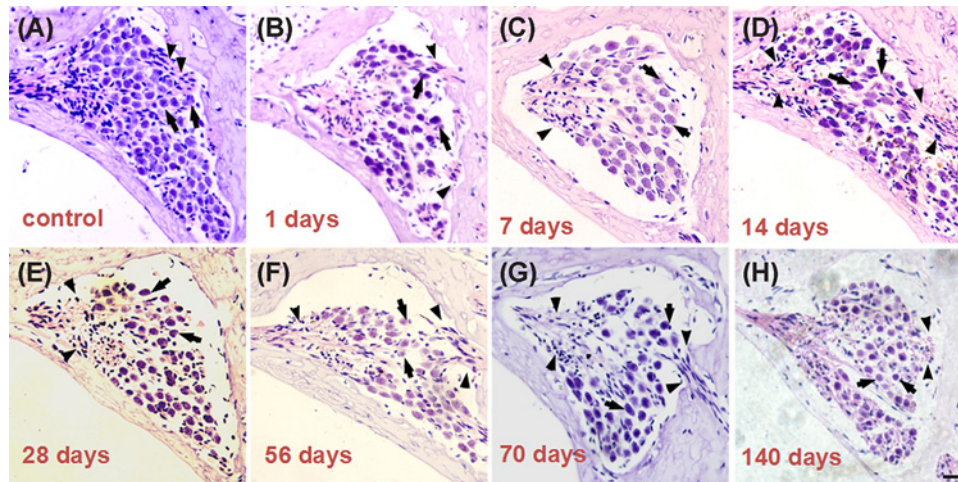 (A)
control
(B)
1 days
(C)
7 days
(D)
14 days
(E)
28 days
(F)
56 days
(G)
70 days
(H)
140 days